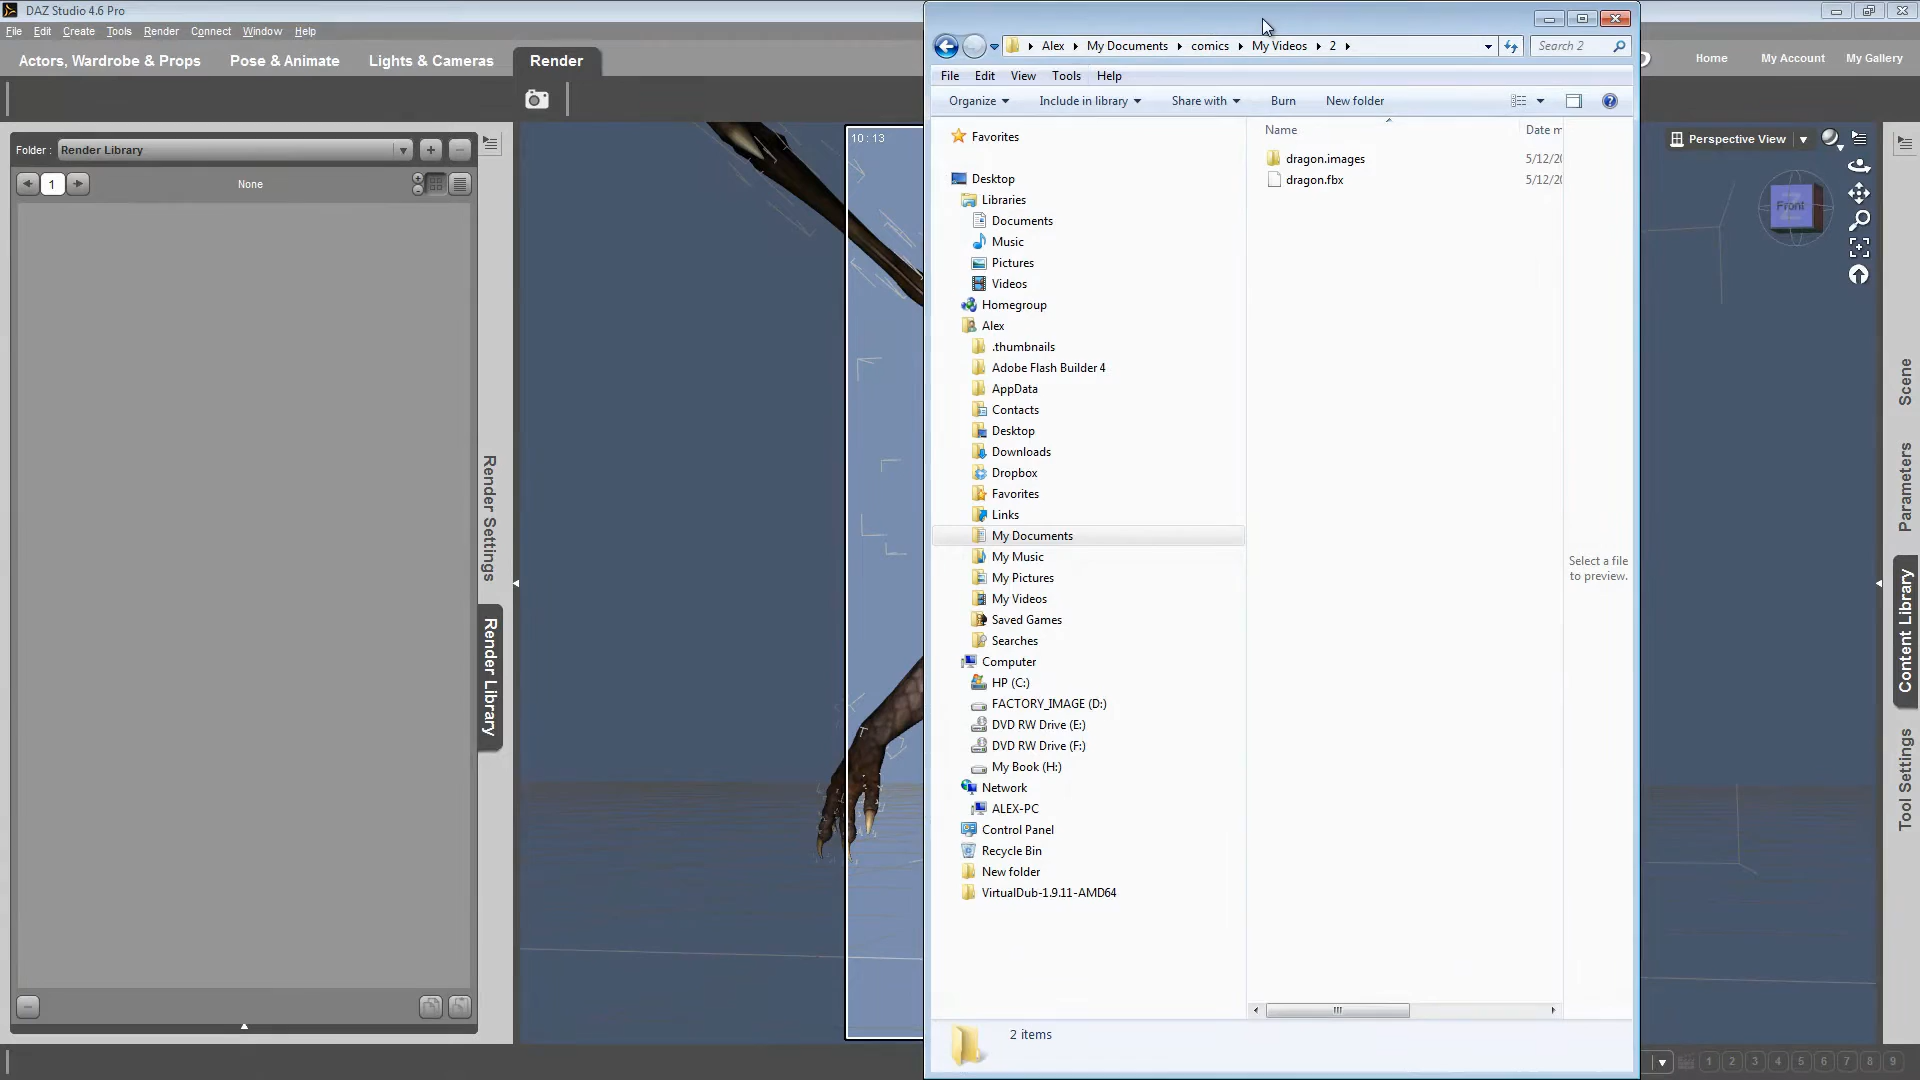 DAZ Studio 4.6 Pro
File Edit Create Tools Render Connect Window Help
Actors, Wardrobe & Props Pose & Animate Lights & Cameras Render
Home My Account My Gallery
Folder : Render Library
1 None
Render Settings
Render Library
10 : 13
Alex My Documents comics My Videos 2
Search 2
File Edit View Tools Help
Organize Include in library Share with Burn New folder
Favorites
Desktop
Libraries
Documents
Music
Pictures
Videos
Homegroup
Alex
.thumbnails
Adobe Flash Builder 4
AppData
Contacts
Desktop
Downloads
Dropbox
Favorites
Links
My Documents
My Music
My Pictures
My Videos
Saved Games
Searches
Computer
HP (C:)
FACTORY_IMAGE (D:)
DVD RW Drive (E:)
DVD RW Drive (F:)
My Book (H:)
Network
ALEX-PC
Control Panel
Recycle Bin
New folder
VirtualDub-1.9.11-AMD64
Name Date m
dragon.images 5/12/20
dragon.fbx 5/12/20
Select a file
to preview.
2 items
Perspective View
Front
Scene
Parameters
Content Library
Tool Settings
1 2 3 4 5 6 7 8 9